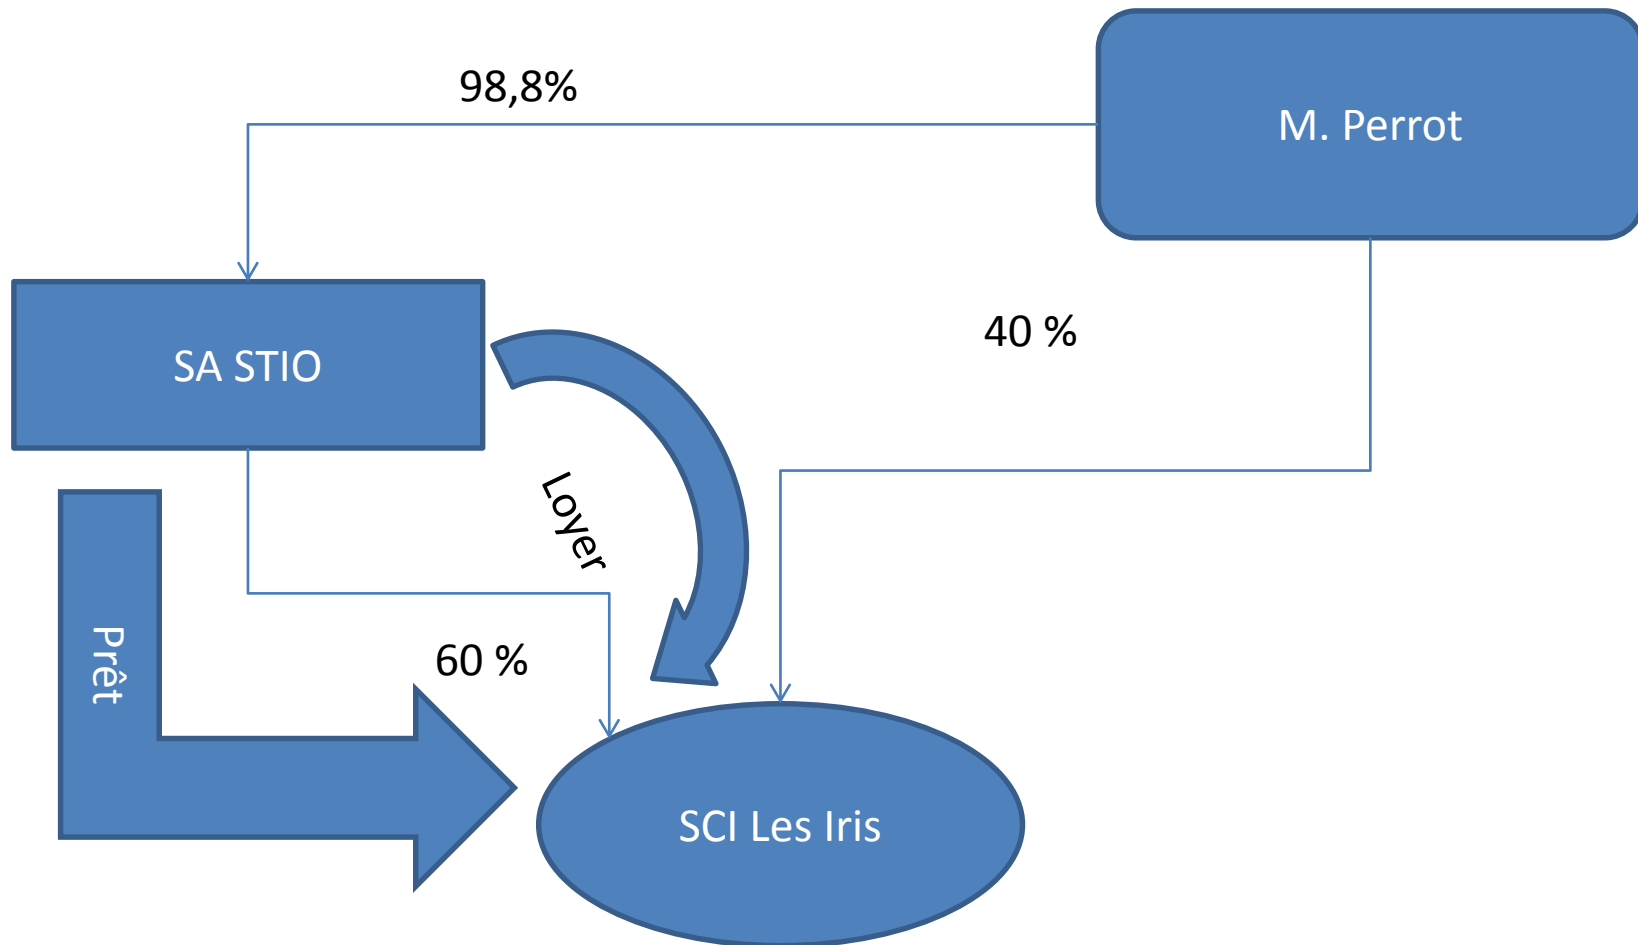 98,8%
M. Perrot
40 %
SA STIO
Loyer
60 %
Prêt
SCI Les Iris